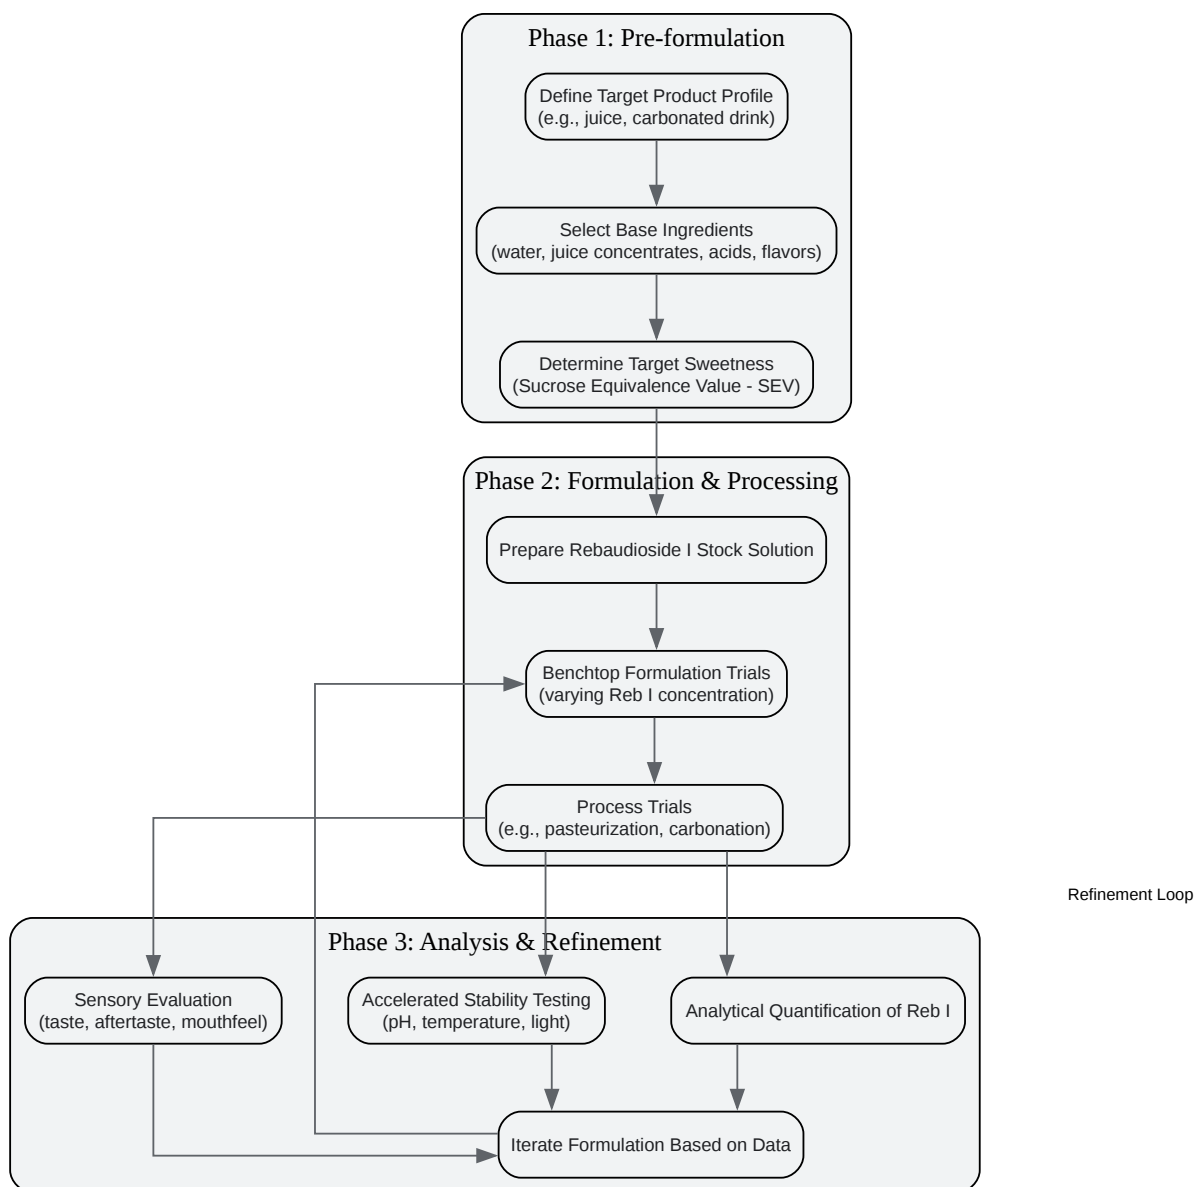 Phase 1: Pre-formulation
Define Target Product Profile
(e.g., juice, carbonated drink)
Select Base Ingredients
(water, juice concentrates, acids, flavors)
Determine Target Sweetness
(Sucrose Equivalence Value - SEV)
Phase 2: Formulation & Processing
Prepare Rebaudioside I Stock Solution
Benchtop Formulation Trials
(varying Reb I concentration)
Process Trials
(e.g., pasteurization, carbonation)
Refinement Loop
Phase 3: Analysis & Refinement
Sensory Evaluation
(taste, aftertaste, mouthfeel)
Accelerated Stability Testing
(pH, temperature, light)
Analytical Quantification of Reb I
Iterate Formulation Based on Data